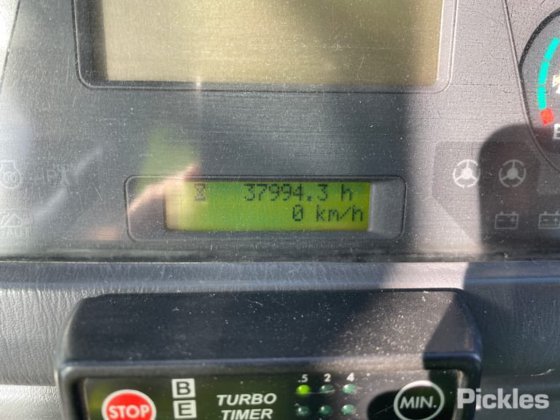 37994.3 h
0 km/h
.5 2 4
STOP
B
E
TURBO
TIMER
MIN.
Pickles